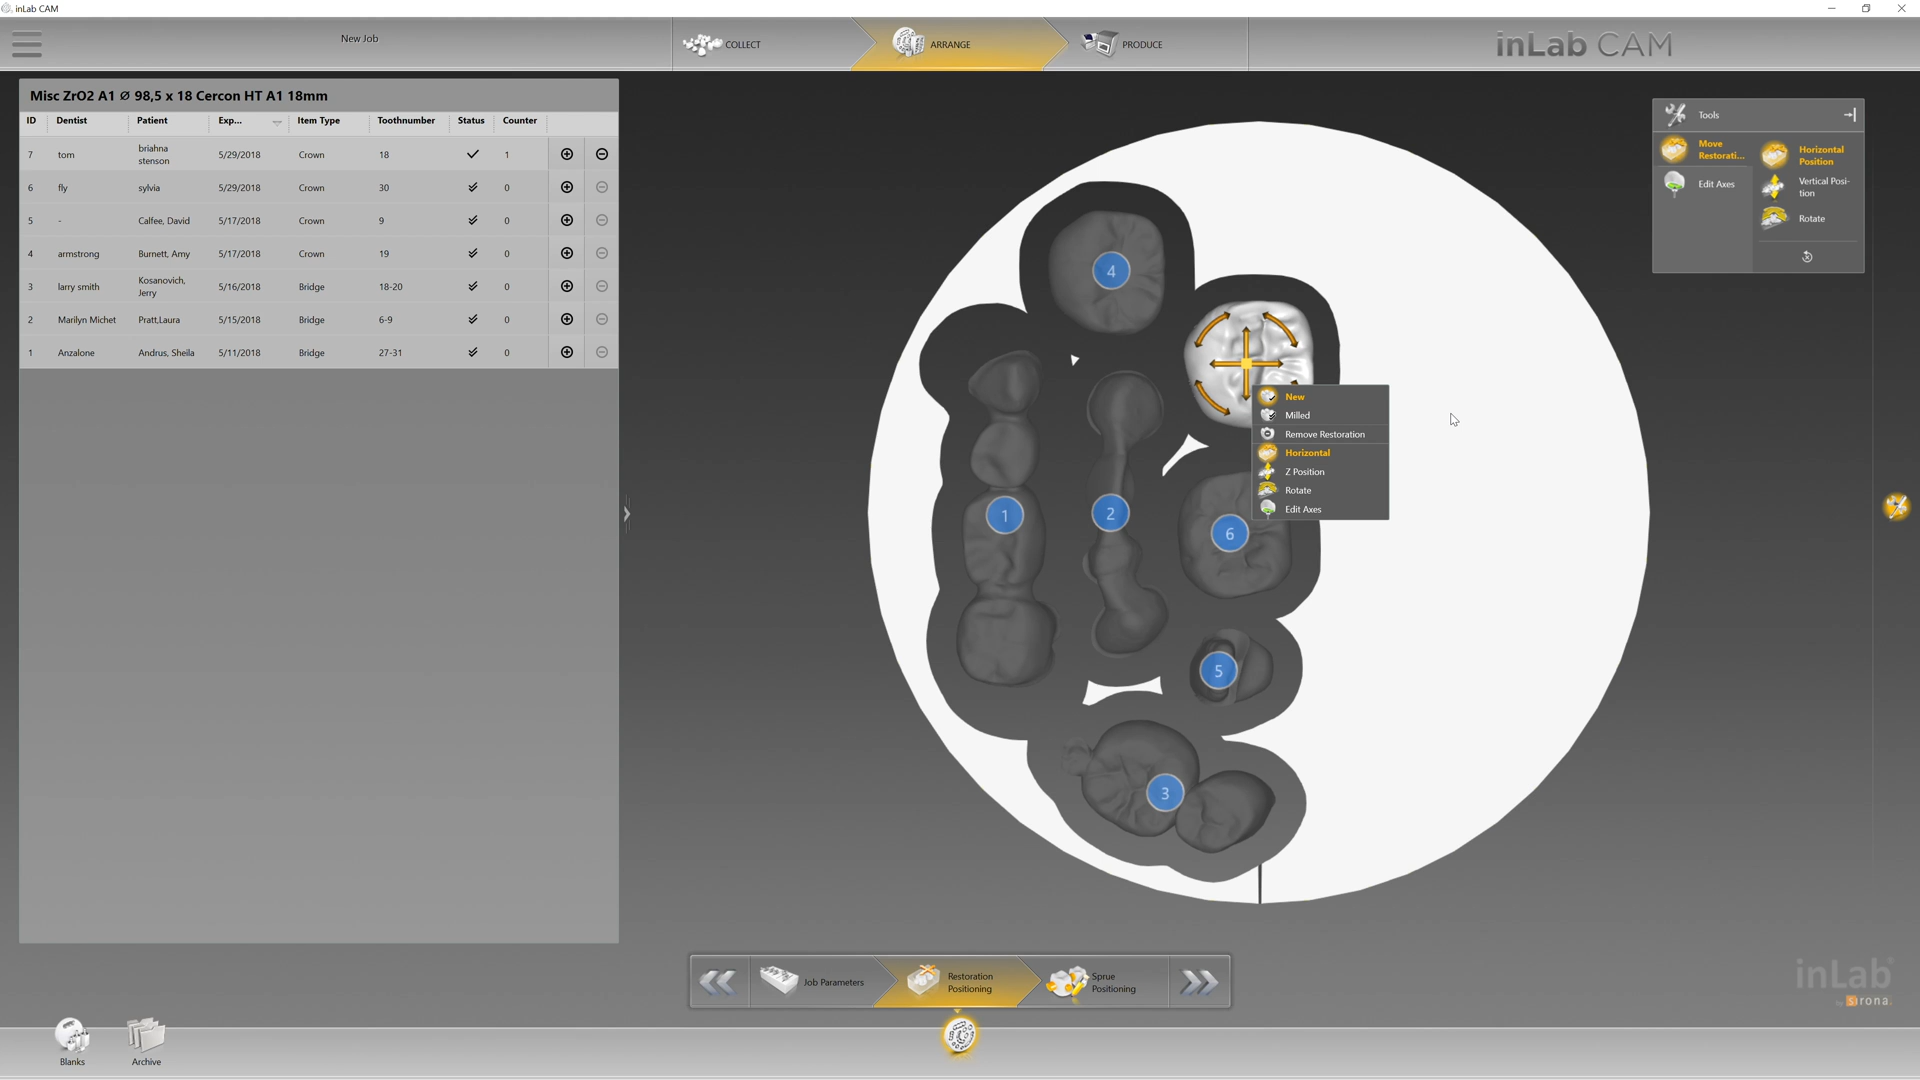 inLab CAM
New Job
COLLECT
ARRANGE
PRODUCE
inLab CAM
Misc ZrO2 A1 Ø 98,5 x 18 Cercon HT A1 18mm
ID Dentist Patient Exp... Item Type Toothnumber Status Counter
7 tom briahna stenson 5/29/2018 Crown 18 1
6 fly sylvia 5/29/2018 Crown 30 0
5 - Calfee, David 5/17/2018 Crown 9 0
4 armstrong Burnett, Amy 5/17/2018 Crown 19 0
3 larry smith Kosanovich, Jerry 5/16/2018 Bridge 18-20 0
2 Marilyn Michet Pratt,Laura 5/15/2018 Bridge 6-9 0
1 Anzalone Andrus, Sheila 5/11/2018 Bridge 27-31 0
4
1
2
6
5
3
New
Milled
Remove Restoration
Horizontal
Z Position
Rotate
Edit Axes
Tools
Move
Restorati...
Edit Axes
Horizontal
Position
Vertical Posi-
tion
Rotate
Job Parameters
Restoration
Positioning
Sprue
Positioning
inLab
by sirona.
Blanks
Archive